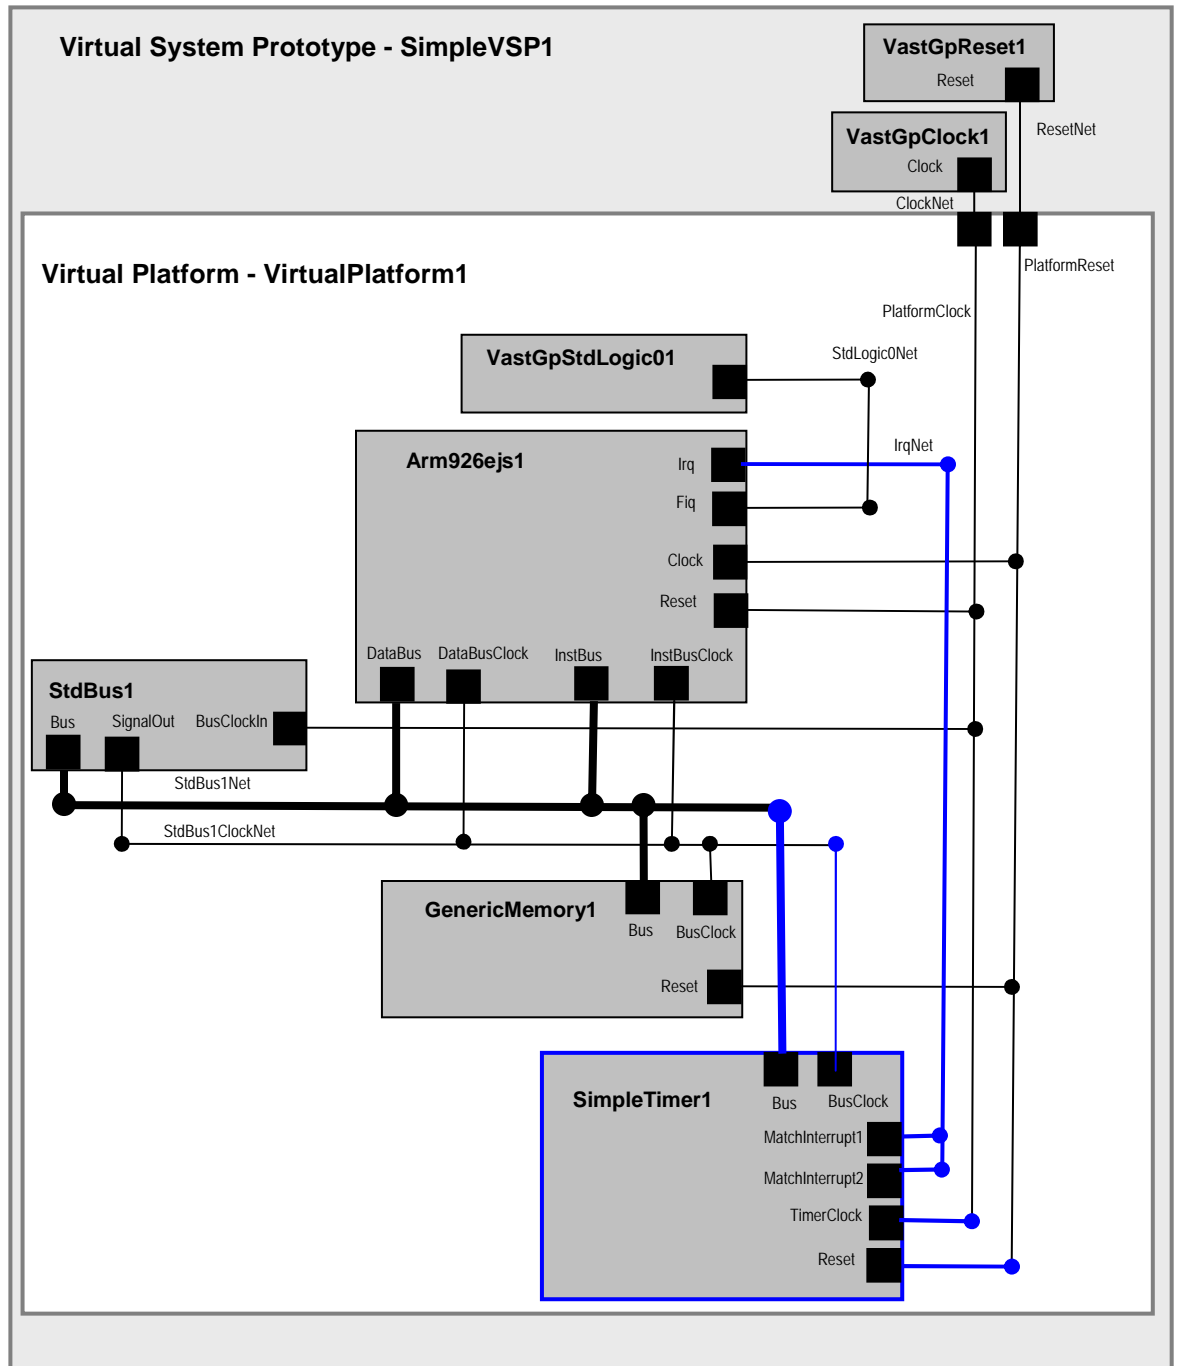 Virtual System Prototype - SimpleVSP1
VastGpReset1
Reset
ResetNet
VastGpClock1
Clock
ClockNet
Virtual Platform - VirtualPlatform1
PlatformReset
PlatformClock
VastGpStdLogic01
StdLogic0Net
Arm926ejs1
Irq
IrqNet
Fiq
Clock
Reset
DataBus
DataBusClock
InstBus
InstBusClock
StdBus1
Bus
SignalOut
BusClockIn
StdBus1Net
StdBus1ClockNet
GenericMemory1
Bus
BusClock
Reset
SimpleTimer1
Bus
BusClock
MatchInterrupt1
MatchInterrupt2
TimerClock
Reset